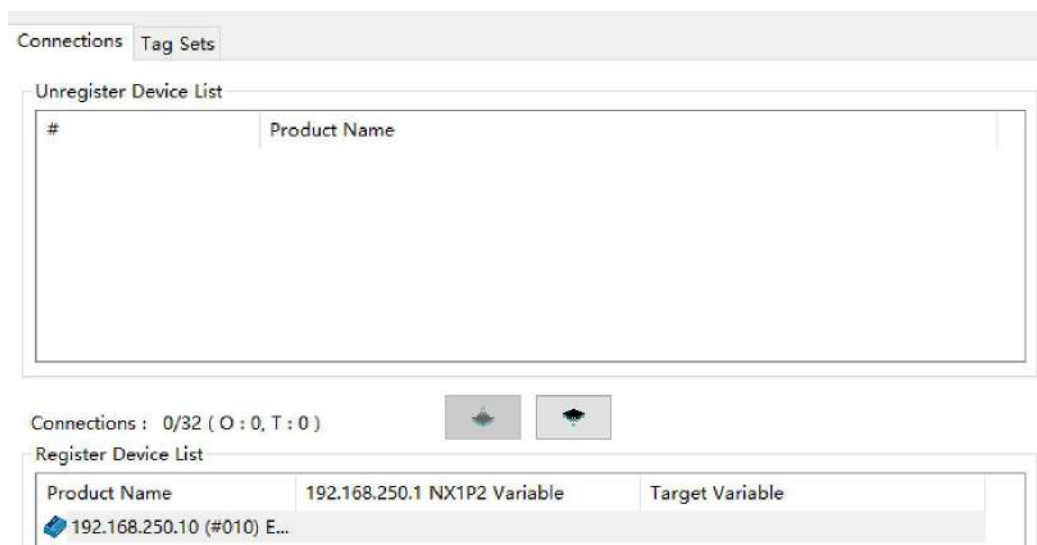 Connections Tag Sets
Unregister Device List
# Product Name
Connections : 0/32 ( O : 0, T : 0 )
Register Device List
Product Name 192.168.250.1 NX1P2 Variable Target Variable
192.168.250.10 (#010) E...